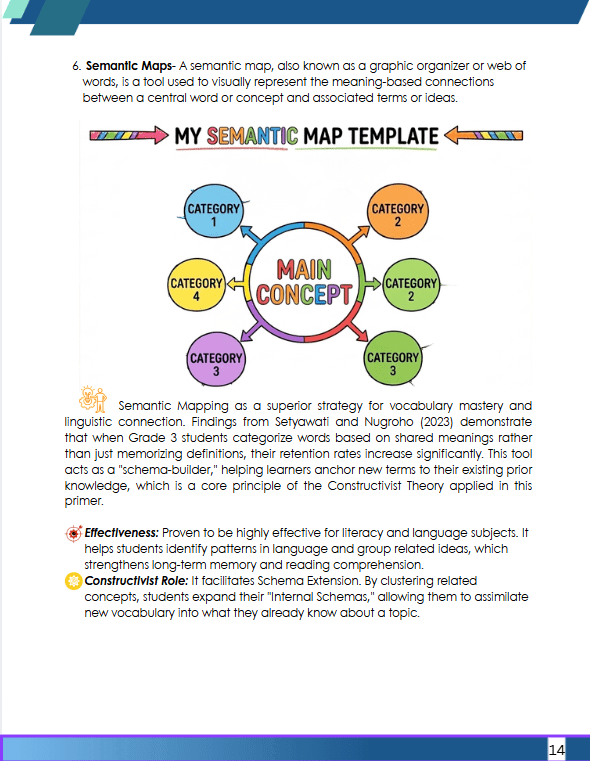 6. Semantic Maps- A semantic map, also known as a graphic organizer or web of
words, is a tool used to visually represent the meaning-based connections
between a central word or concept and associated terms or ideas.
MY SEMANTIC MAP TEMPLATE
CATEGORY
1
CATEGORY
2
MAIN
CONCEPT
CATEGORY
4
CATEGORY
2
CATEGORY
3
CATEGORY
3
Semantic Mapping as a superior strategy for vocabulary mastery and
linguistic connection. Findings from Setyawati and Nugroho (2023) demonstrate
that when Grade 3 students categorize words based on shared meanings rather
than just memorizing definitions, their retention rates increase significantly. This tool
acts as a "schema-builder," helping learners anchor new terms to their existing prior
knowledge, which is a core principle of the Constructivist Theory applied in this
primer.
Effectiveness: Proven to be highly effective for literacy and language subjects. It
helps students identify patterns in language and group related ideas, which
strengthens long-term memory and reading comprehension.
Constructivist Role: It facilitates Schema Extension. By clustering related
concepts, students expand their "Internal Schemas," allowing them to assimilate
new vocabulary into what they already know about a topic.
14